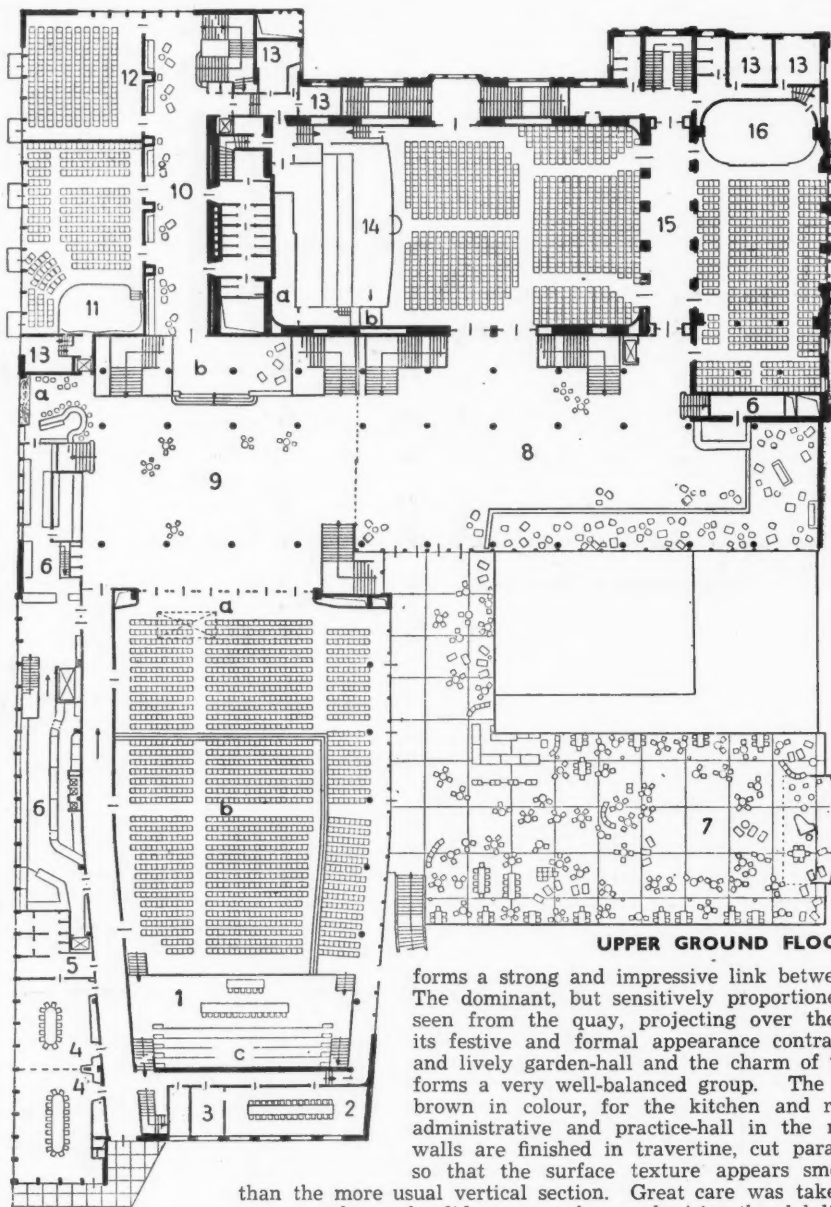 13
12
13
13 13
16
10
14
15
11
a
b
13
b
a
6
9
8
6
a
b
6
7
5
UPPER GROUND FLOO
1
c
4
4
3
2
forms a strong and impressive link betwe
The dominant, but sensitively proportione
seen from the quay, projecting over the
its festive and formal appearance contra
and lively garden-hall and the charm of
forms a very well-balanced group. The
brown in colour, for the kitchen and r
administrative and practice-hall in the
walls are finished in travertine, cut para
so that the surface texture appears smo
than the more usual vertical section. Great care was take